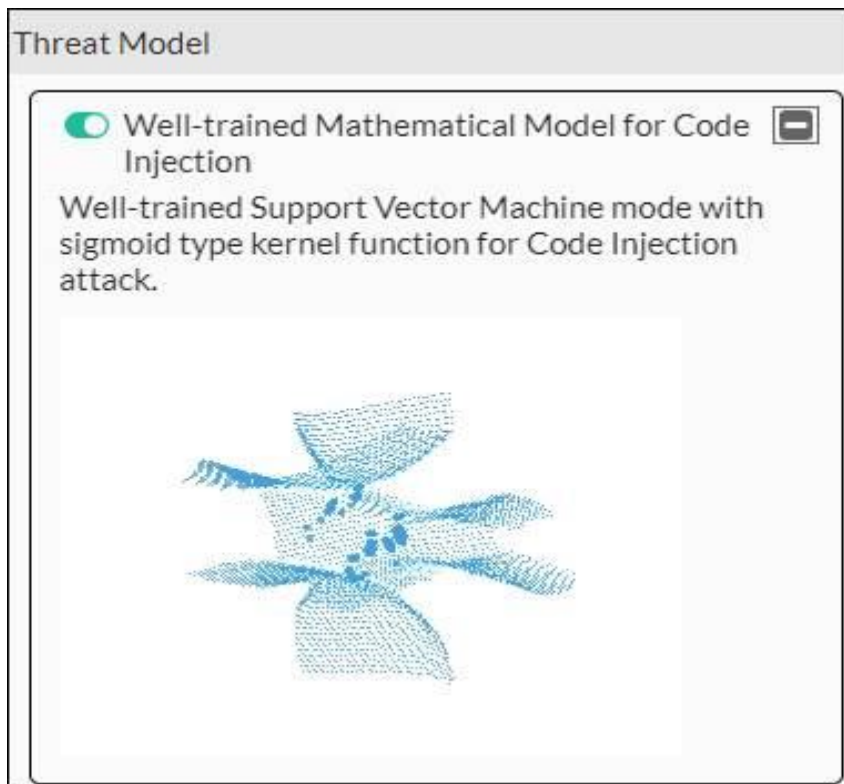 Threat Model
Well-trained Mathematical Model for Code
Injection
Well-trained Support Vector Machine mode with
sigmoid type kernel function for Code Injection
attack.